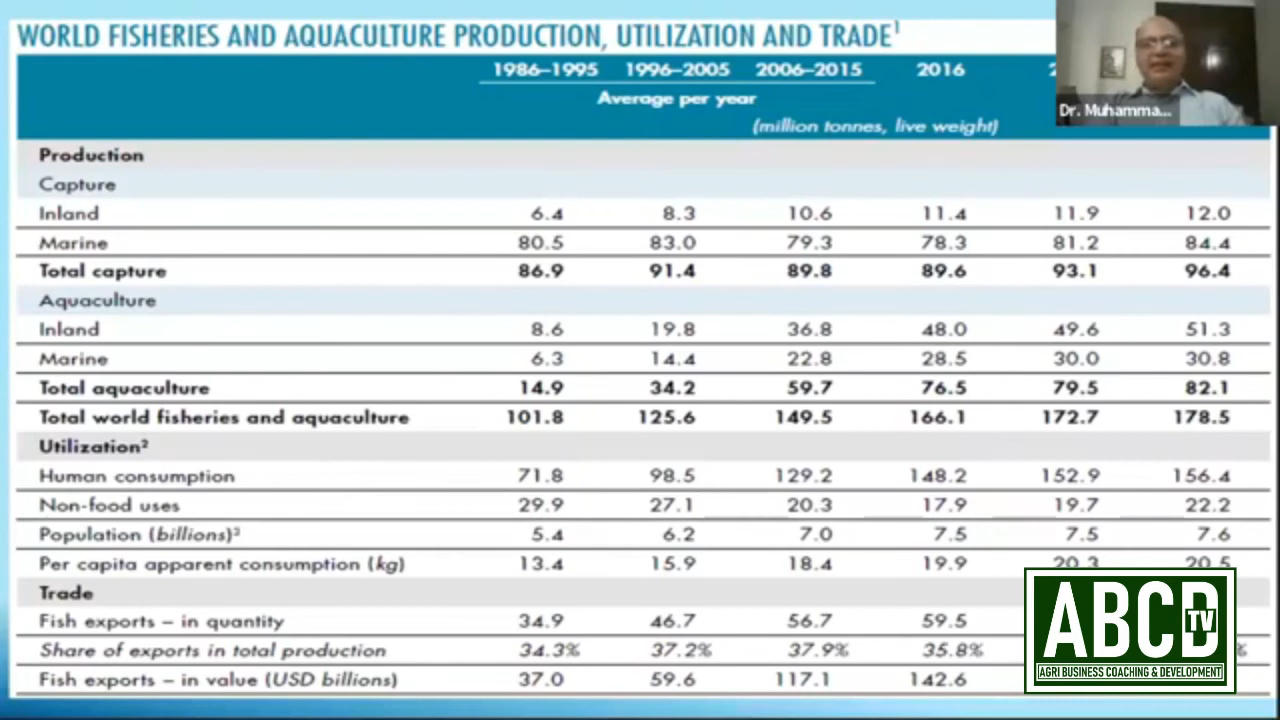 WORLD FISHERIES AND AQUACULTURE PRODUCTION, UTILIZATION AND TRADE¹
1986–1995 1996–2005 2006–2015 2016
Average per year
(million tonnes, live weight)
Dr. Muhamma...
Production
Capture
Inland 6.4 8.3 10.6 11.4 11.9 12.0
Marine 80.5 83.0 79.3 78.3 81.2 84.4
Total capture 86.9 91.4 89.8 89.6 93.1 96.4
Aquaculture
Inland 8.6 19.8 36.8 48.0 49.6 51.3
Marine 6.3 14.4 22.8 28.5 30.0 30.8
Total aquaculture 14.9 34.2 59.7 76.5 79.5 82.1
Total world fisheries and aquaculture 101.8 125.6 149.5 166.1 172.7 178.5
Utilization²
Human consumption 71.8 98.5 129.2 148.2 152.9 156.4
Non-food uses 29.9 27.1 20.3 17.9 19.7 22.2
Population (billions)³ 5.4 6.2 7.0 7.5 7.5 7.6
Per capita apparent consumption (kg) 13.4 15.9 18.4 19.9 20.3 20.5
Trade
Fish exports – in quantity 34.9 46.7 56.7 59.5
Share of exports in total production 34.3% 37.2% 37.9% 35.8% %
Fish exports – in value (USD billions) 37.0 59.6 117.1 142.6
ABCD TV
AGRI BUSINESS COACHING & DEVELOPMENT